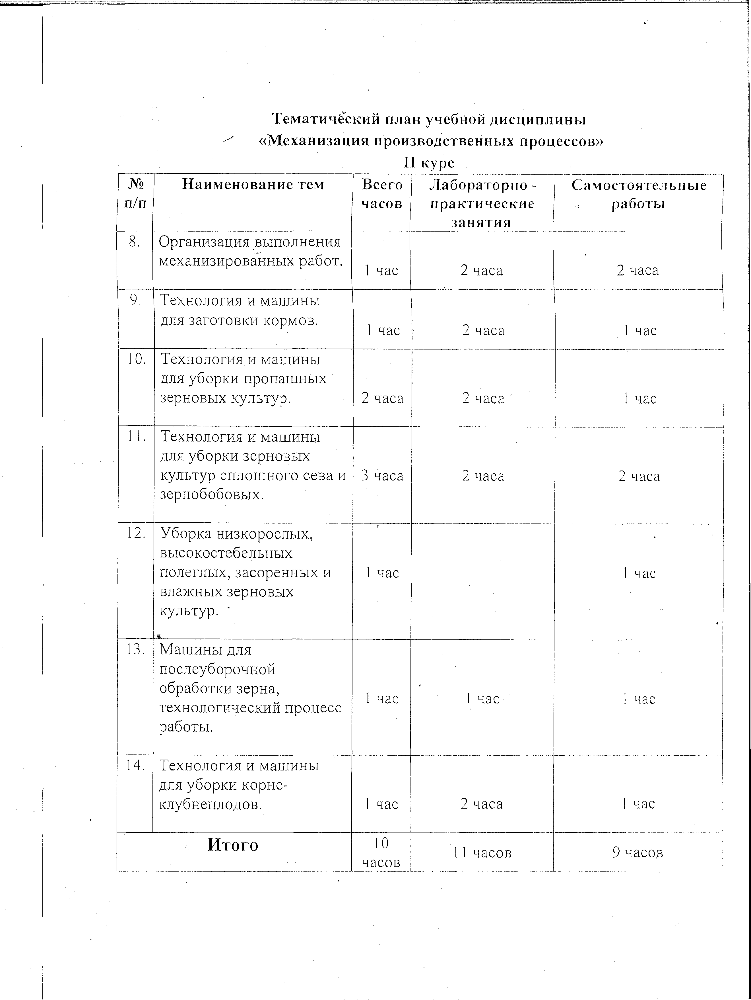 Тематический план учебной дисциплины
«Механизация производственных процессов»
II курс
№ п/п
Наименование тем
Всего часов
Лабораторно - практические занятия
Самостоятельные работы
8.
Организация выполнения
механизированных работ.
1 час
2 часа
2 часа
9.
Технология и машины
для заготовки кормов.
1 час
2 часа
1 час
10.
Технология и машины
для уборки пропашных
зерновых культур.
2 часа
2 часа
1 час
11.
Технология и машины
для уборки зерновых
культур сплошного сева и
зернобобовых.
3 часа
2 часа
2 часа
12.
Уборка низкорослых,
высокостебельных
полеглых, засоренных и
влажных зерновых
культур.
1 час
1 час
13.
Машины для
послеуборочной
обработки зерна,
технологический процесс
работы.
1 час
1 час
1 час
14.
Технология и машины
для уборки корне-
клубнеплодов.
1 час
2 часа
1 час
Итого
10
часов
11 часов
9 часов